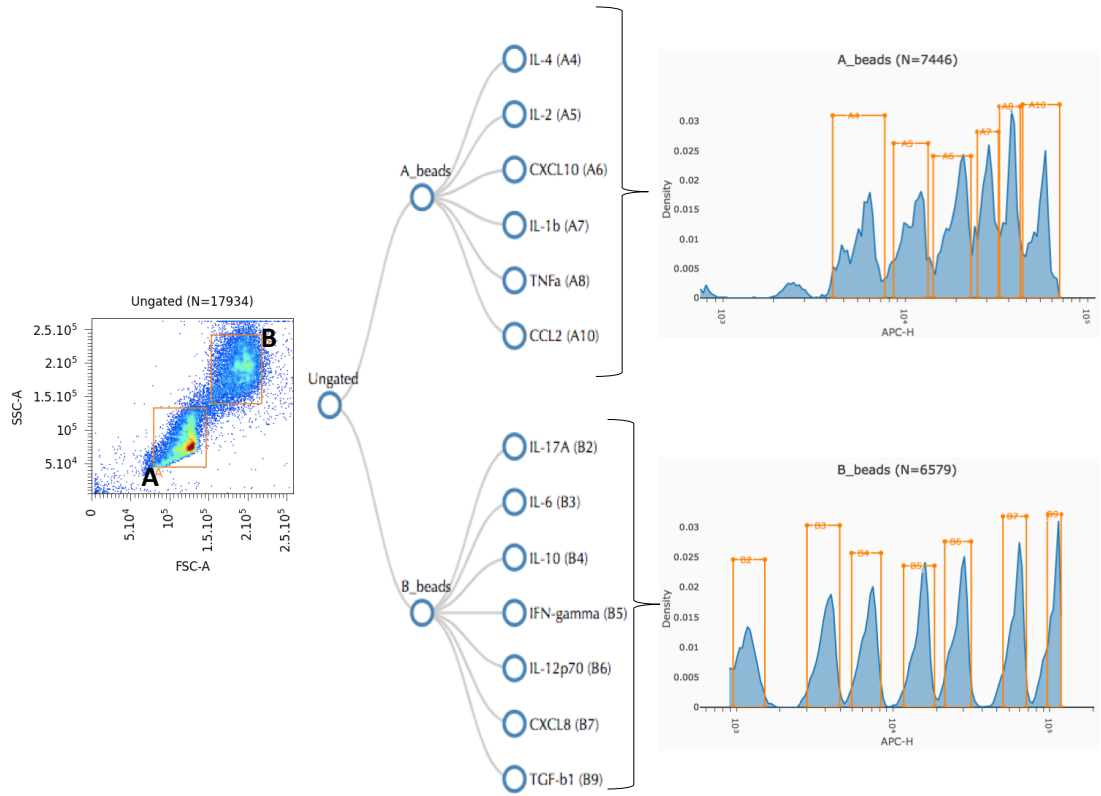 Ungated (N=17934)
SSC-A
2.5.10⁵
2.10⁵
1.5.10⁵
10⁵
5.10⁴
B
A
A
0
5.10⁴
10⁵
1.5.10⁵
2.10⁵
2.5.10⁵
FSC-A
Ungated
A_beads
IL-4 (A4)
IL-2 (A5)
CXCL10 (A6)
IL-1b (A7)
TNFa (A8)
CCL2 (A10)
B_beads
IL-17A (B2)
IL-6 (B3)
IL-10 (B4)
IFN-gamma (B5)
IL-12p70 (B6)
CXCL8 (B7)
TGF-b1 (B9)
A_beads (N=7446)
Density
0.03
0.025
0.02
0.015
0.01
0.005
0
A4
A5
A6
A7
A8
A10
10³
10⁴
10⁵
APC-H
B_beads (N=6579)
Density
0.03
0.025
0.02
0.015
0.01
0.005
0
B2
B3
B4
B5
B6
B7
B9
10³
10⁴
10⁵
APC-H